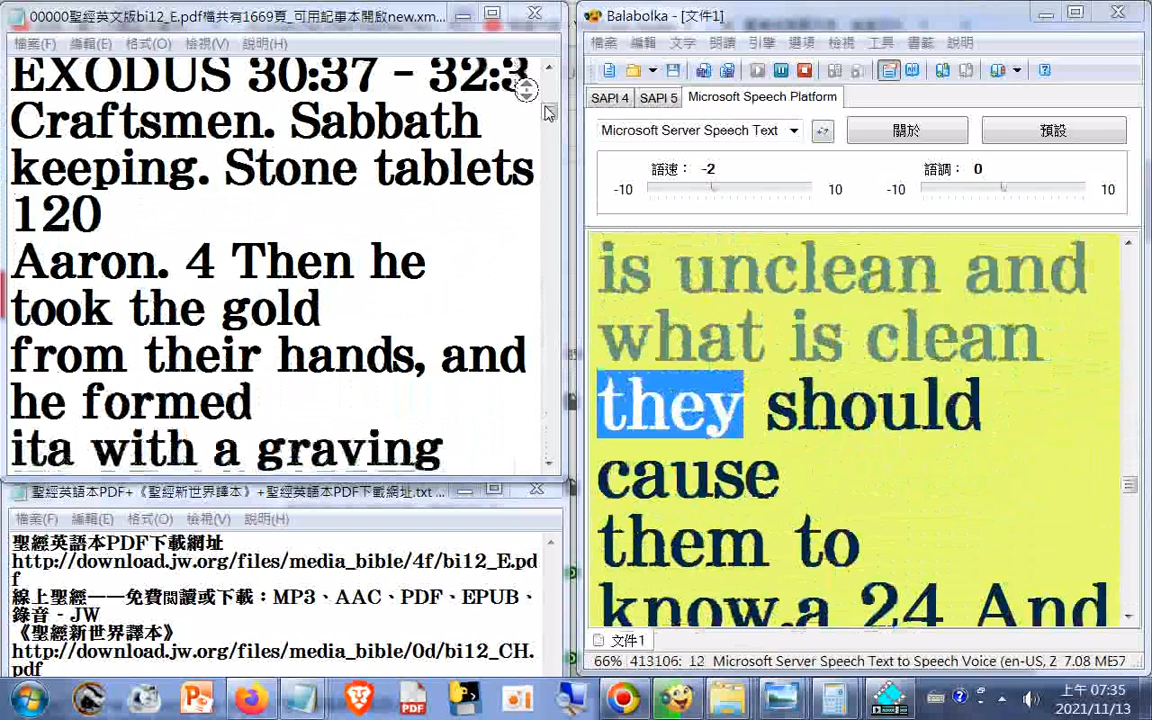 00000聖經英文版bi12_E.pdf檔共有1669頁_可用記事本開啟new.xm...
檔案(F) 編輯(E) 格式(O) 檢視(V) 說明(H)
EXODUS 30:37 – 32:3
Craftsmen. Sabbath
keeping. Stone tablets
120
Aaron. 4 Then he
took the gold
from their hands, and
he formed
ita with a graving
聖經英語本PDF+《聖經新世界譯本》+聖經英語本PDF下載網址.txt ...
檔案(F) 編輯(E) 格式(O) 檢視(V) 說明(H)
聖經英語本PDF下載網址
http://download.jw.org/files/media_bible/4f/bi12_E.pd
f
線上聖經——免費閱讀或下載：MP3、AAC、PDF、EPUB、
錄音 - JW
《聖經新世界譯本》
http://download.jw.org/files/media_bible/0d/bi12_CH.
pdf
Balabolka - [文件1]
檔案 編輯 文字 朗讀 引擎 選項 檢視 工具 書籤 說明
SAPI 4 SAPI 5 Microsoft Speech Platform
Microsoft Server Speech Text 關於 預設
語速： -2 語調： 0
-10 10 -10 10
is unclean and
what is clean
they should
cause
them to
know.a 24 And
文件1
66% 413106: 12 Microsoft Server Speech Text to Speech Voice (en-US, Z 7.08 ME57
上午 07:35
2021/11/13